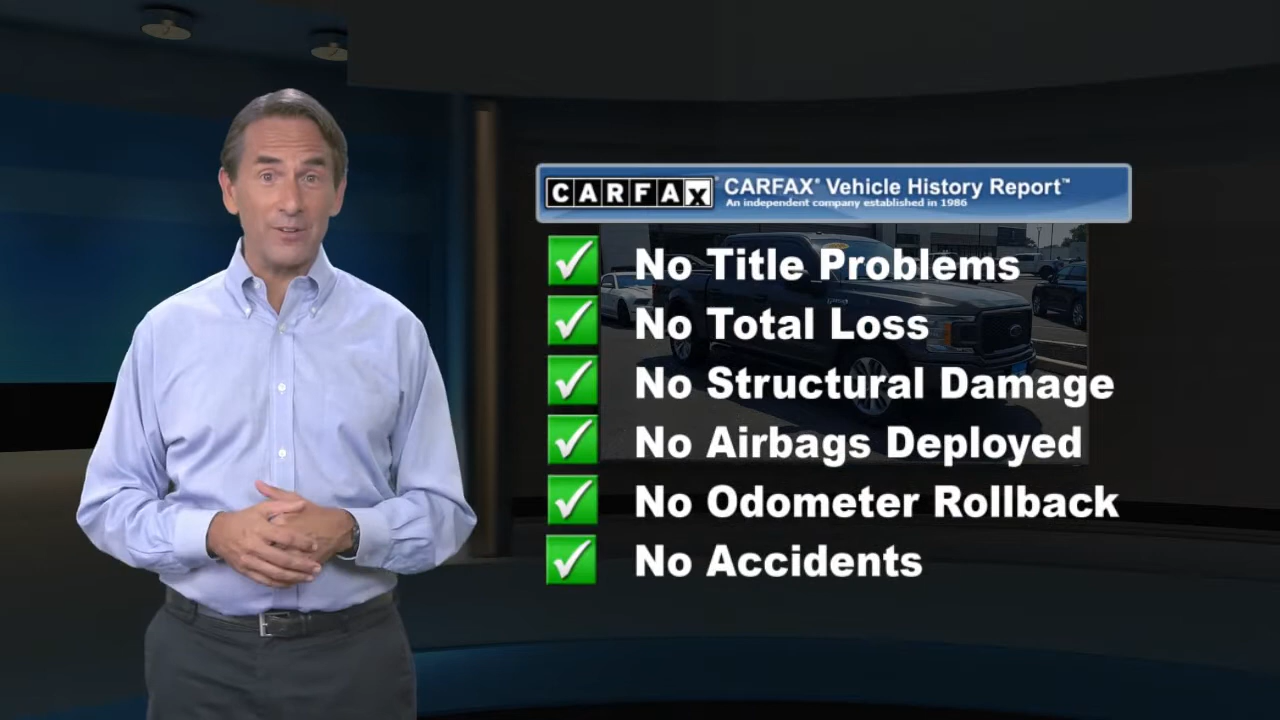 CARFAX® CARFAX® Vehicle History Report™
An independent company established in 1986
No Title Problems
No Total Loss
No Structural Damage
No Airbags Deployed
No Odometer Rollback
No Accidents